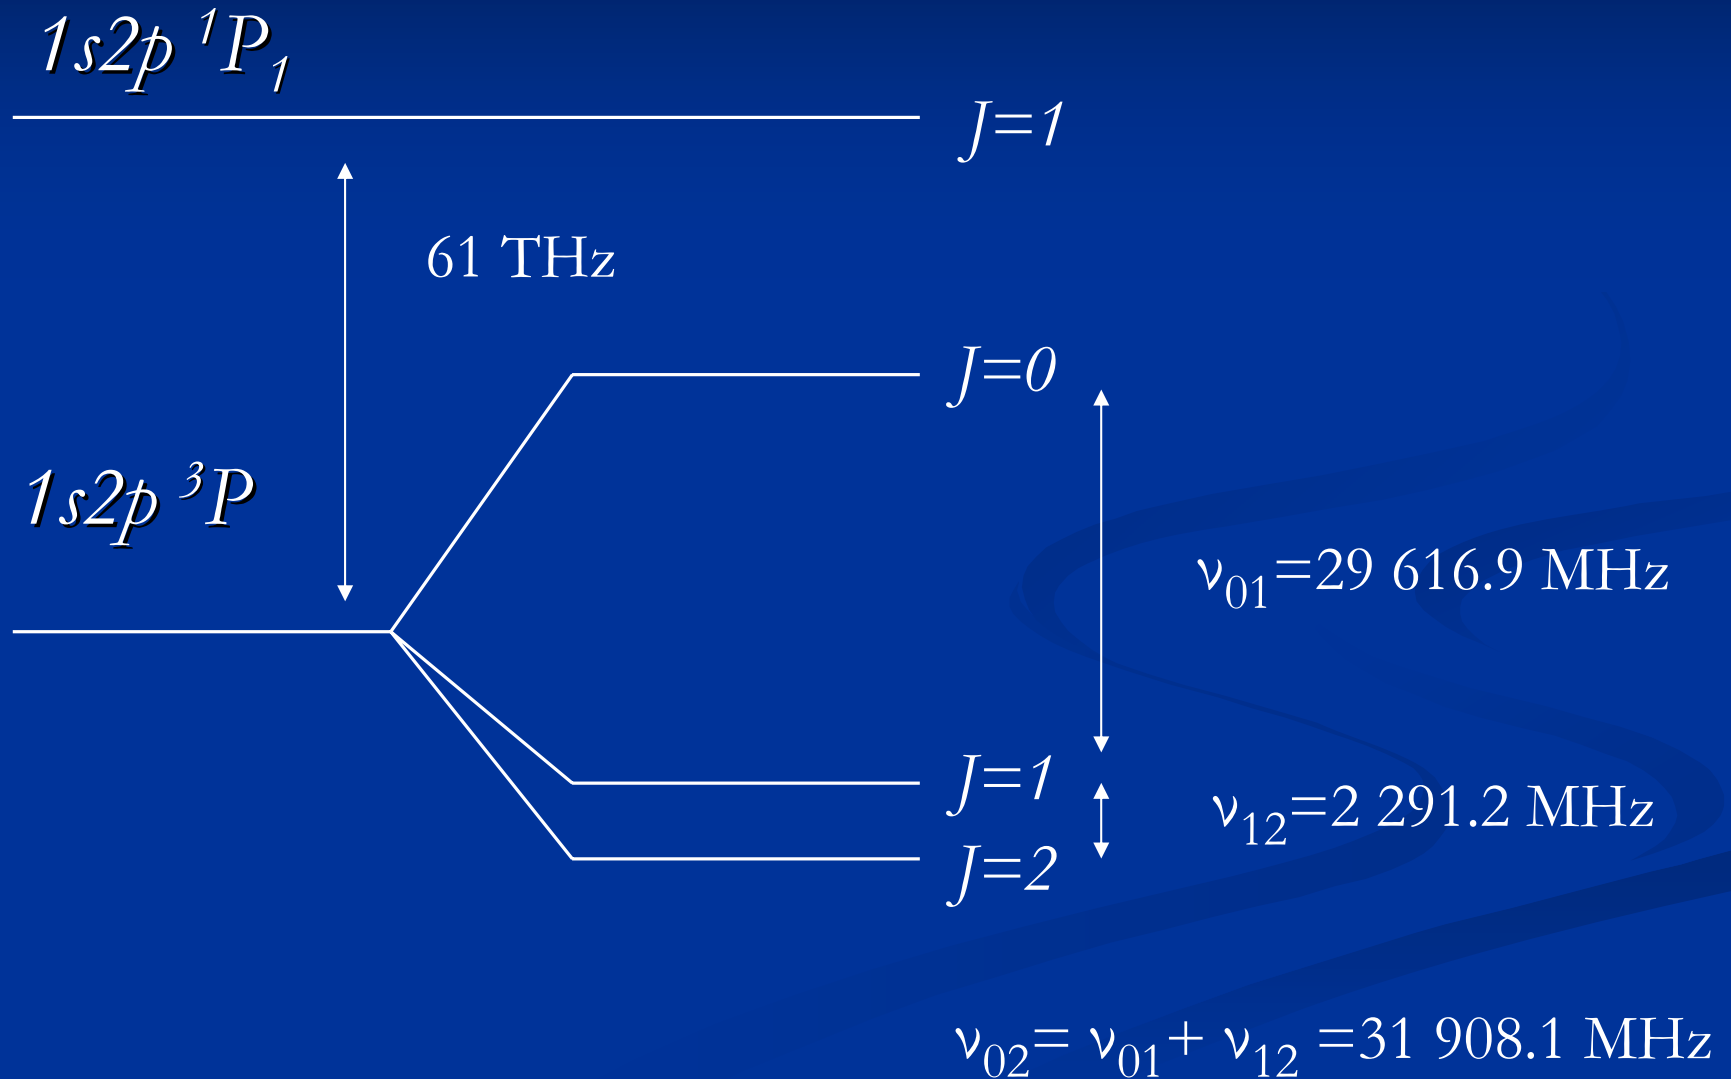 1s2p ¹P₁
J=1
61 THz
J=0
1s2p ³P
ν₀₁=29 616.9 MHz
J=1
ν₁₂=2 291.2 MHz
J=2
ν₀₂= ν₀₁+ ν₁₂ =31 908.1 MHz